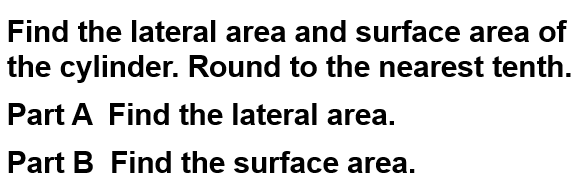 Find the lateral area and surface area of
the cylinder. Round to the nearest tenth.
Part A Find the lateral area.
Part B Find the surface area.